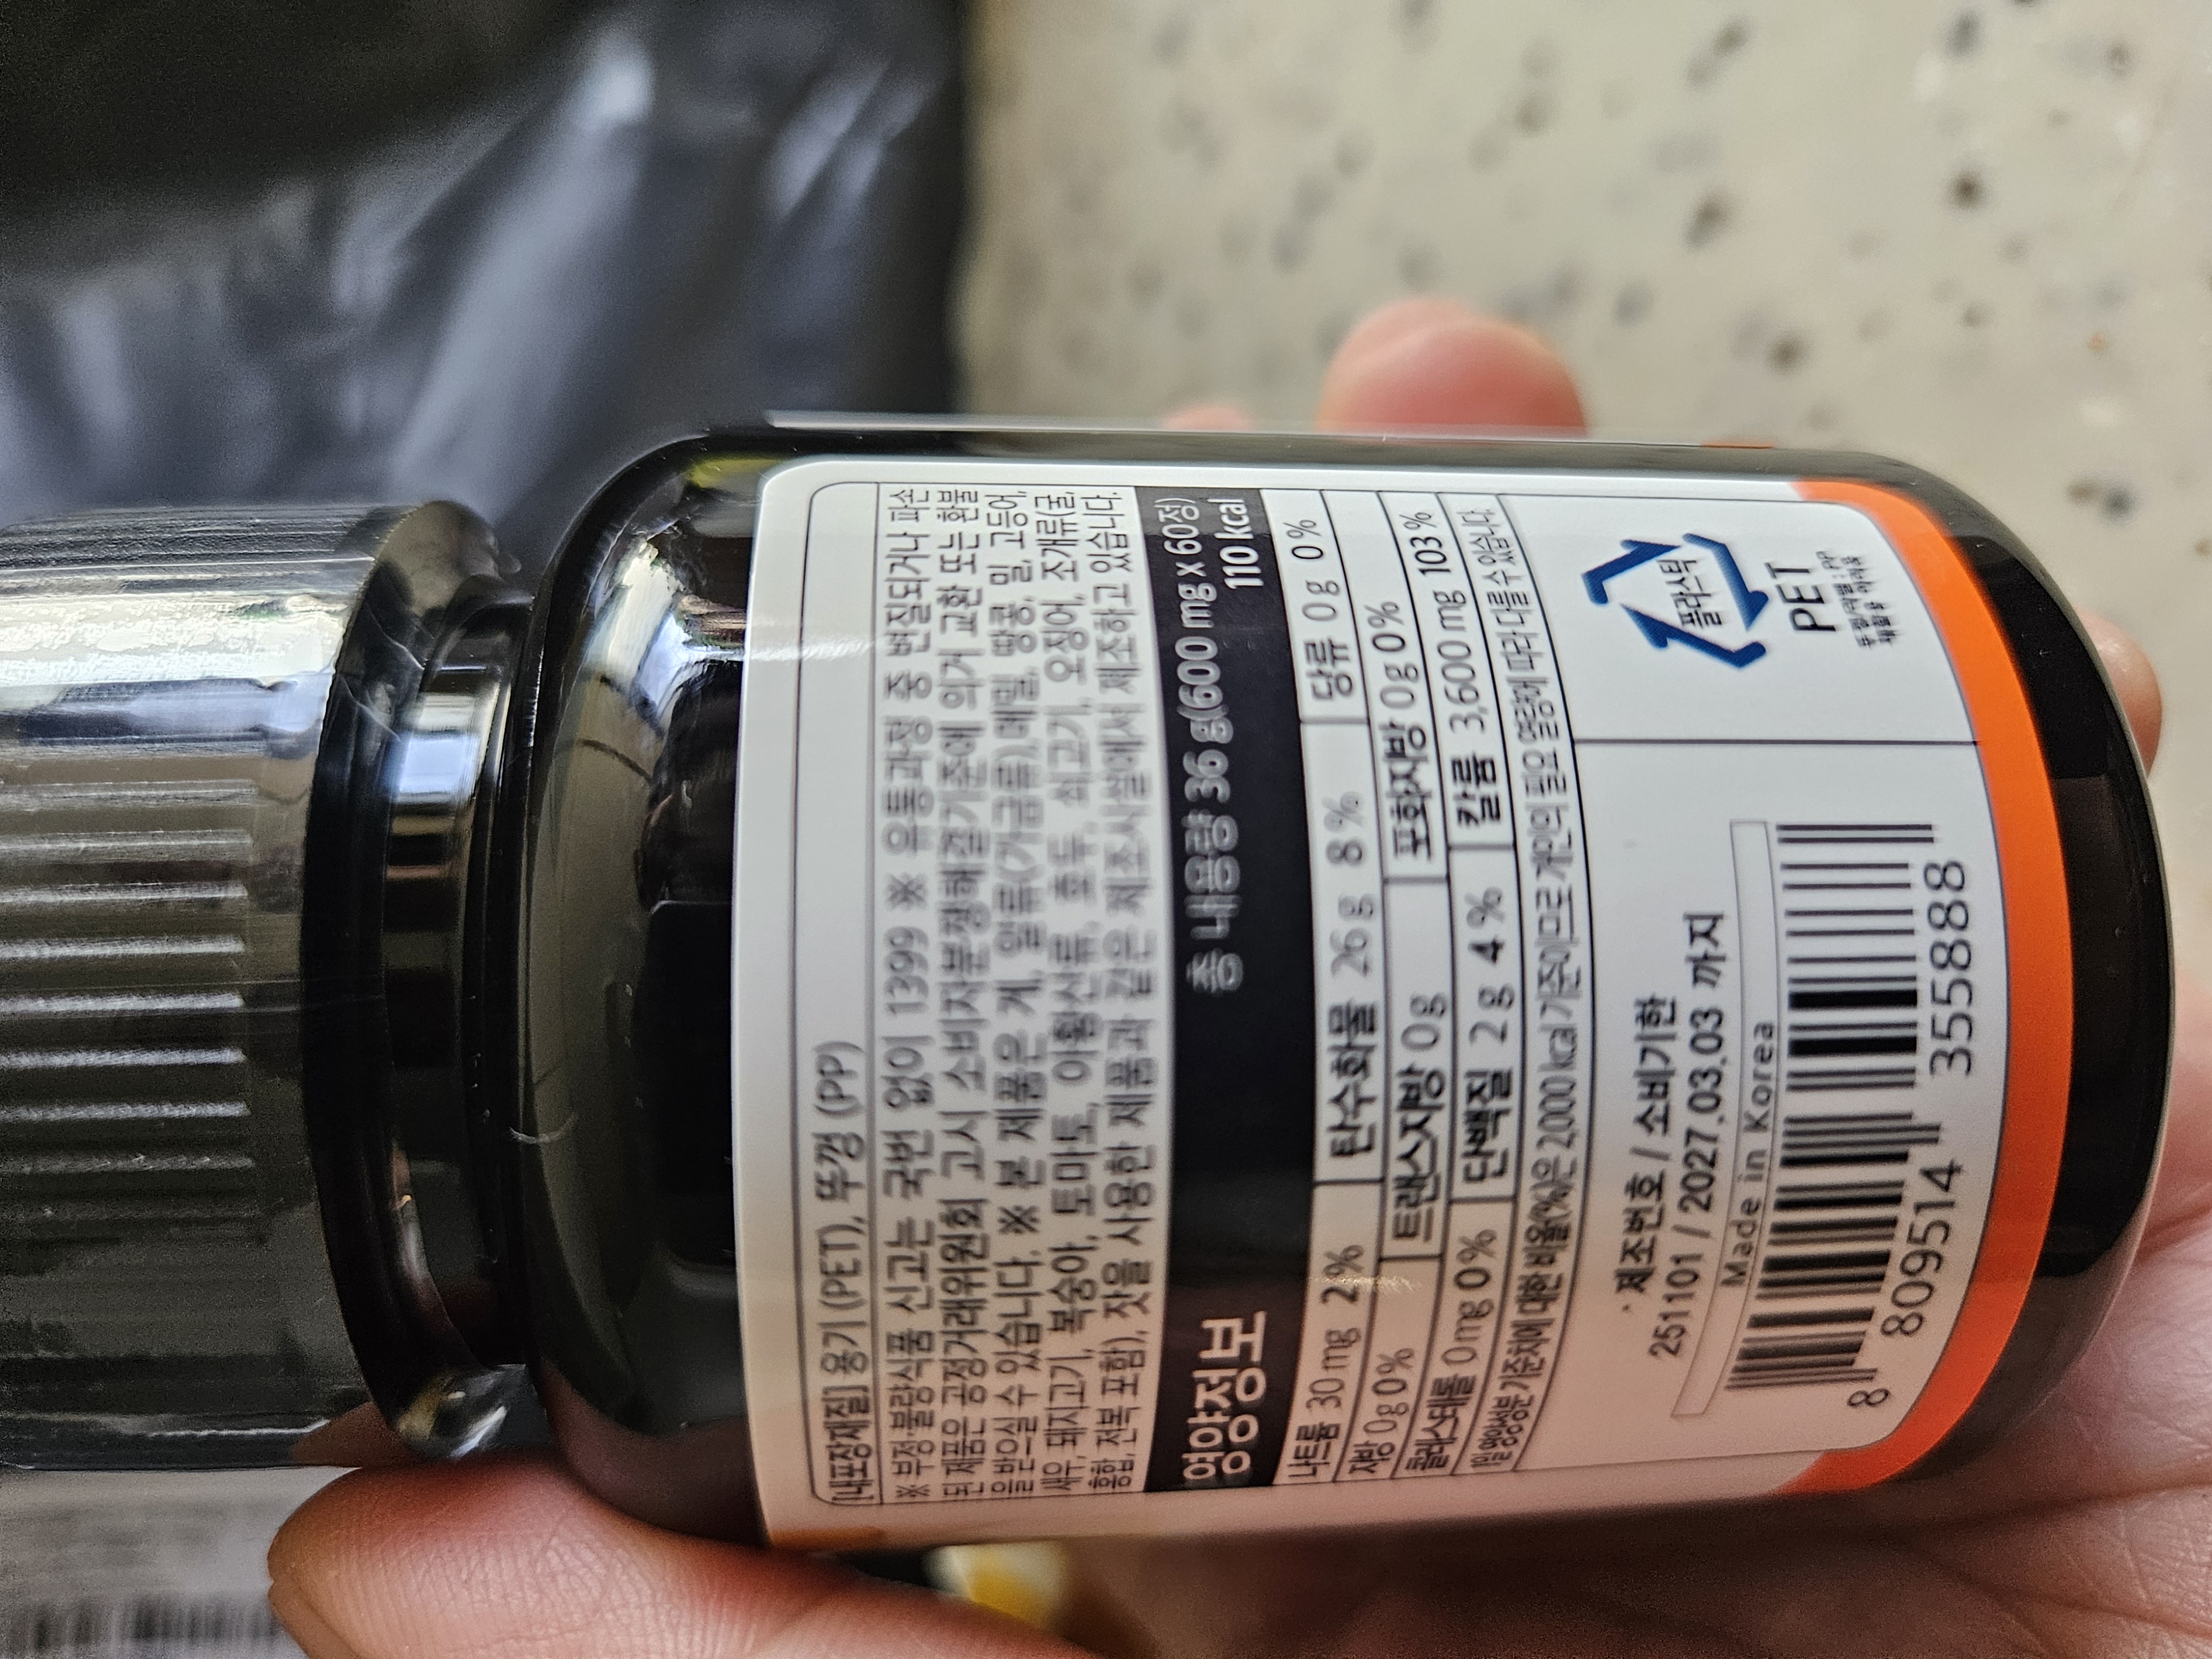 [내포장재질] 용기 (PET), 뚜껑 (PP)
※ 부정·불량식품 신고는 국번 없이 1399 ※ 유통과정 중 변질되거나 파손
된 제품은 공정거래위원회 고시 소비자분쟁해결기준에 의거 교환 또는 환불
을 받으실 수 있습니다. ※ 본 제품은 게, 알류(가금류), 메밀, 땅콩, 밀, 고등어,
새우, 돼지고기, 복숭아, 토마토, 아황산류, 호두, 쇠고기, 오징어, 조개류(굴,
홍합, 전복 포함), 잣을 사용한 제품과 같은 제조시설에서 제조하고 있습니다.
영양정보
총 내용량 36 g(600 mg x 60정)
110 kcal
나트륨 30 mg 2% 탄수화물 26 g 8 % 당류 0 g 0%
지방 0 g 0% 트랜스지방 0 g 포화지방 0 g 0%
콜레스테롤 0 mg 0% 단백질 2 g 4 % 칼륨 3,600 mg 103 %
1일 영양성분 기준치에 대한 비율(%)은 2,000 kcal 기준이므로 개인의 필요 열량에 따라 다를 수 있습니다.
· 제조번호 / 소비기한
251101 / 2027.03.03 까지
Made in Korea
8 809514 355888
플라스틱
PET